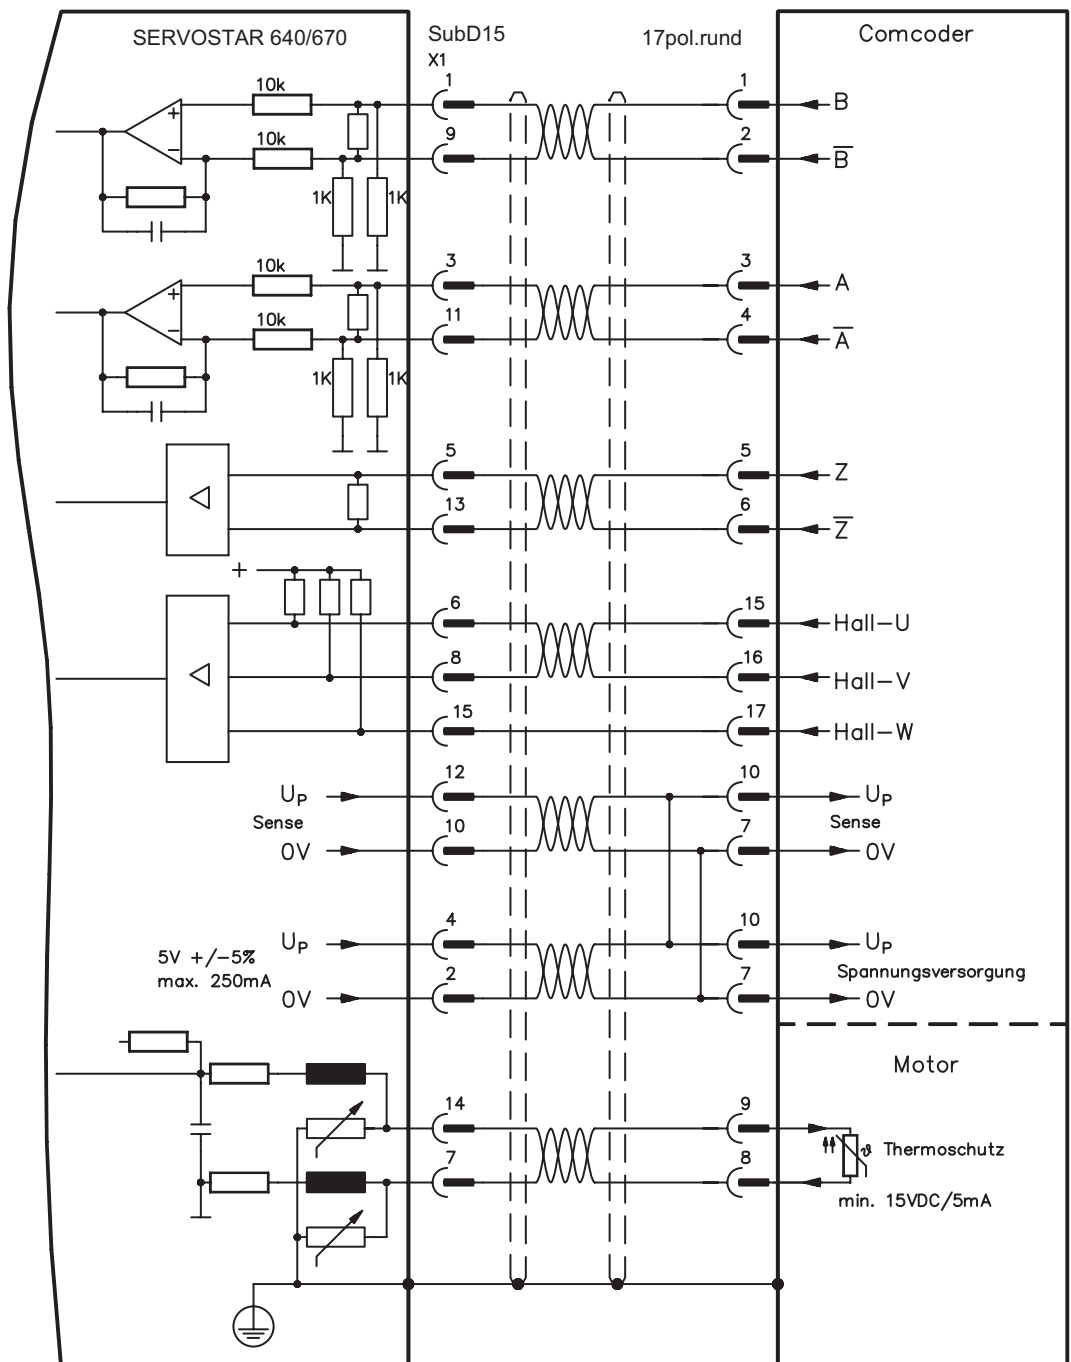 SERVOSTAR 640/670 SubD15 17pol.rund Comcoder
X1
10k 1 1 B
+
10k 9 2 B̅
−
1K 1K
10k 3 3 A
+
10k 11 4 A̅
−
1K 1K
5 5 Z
13 6 Z̅
+
6 15 Hall-U
8 16 Hall-V
15 17 Hall-W
UP 12 10 UP
Sense Sense
0V 10 7 0V
UP 4 10 UP
5V +/-5%
max. 250mA
Spannungsversorgung
0V 2 7 0V
Motor
14 9
ϑ Thermoschutz
7 8
min. 15VDC/5mA